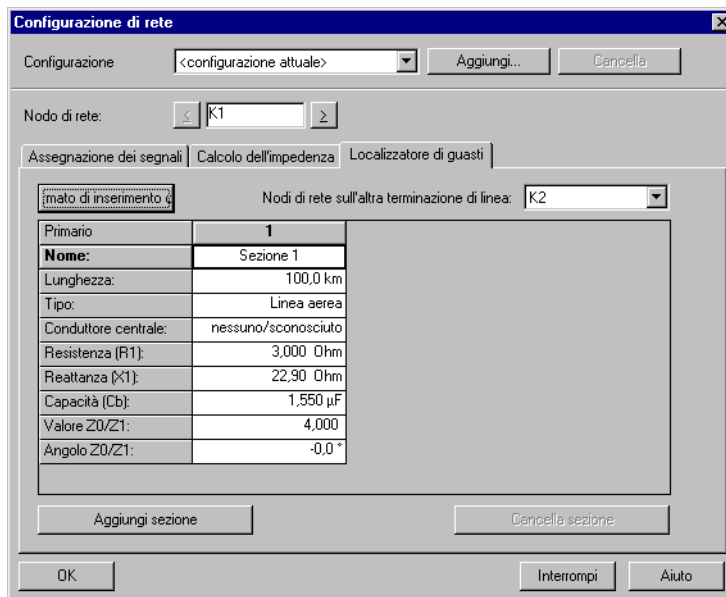 Configurazione di rete
Configurazione <configurazione attuale> Aggiungi... Cancella
Nodo di rete: < K1 >
Assegnazione dei segnali Calcolo dell'impedenza Localizzatore di guasti
mato di inserimento Nodi di rete sull'altra terminazione di linea: K2
Primario 1
Nome: Sezione 1
Lunghezza: 100,0 km
Tipo: Linea aerea
Conduttore centrale: nessuno/sconosciuto
Resistenza (R1): 3,000 Ohm
Reattanza (X1): 22,90 Ohm
Capacità (Cb): 1,550 µF
Valore Z0/Z1: 4,000
Angolo Z0/Z1: -0,0 °
Aggiungi sezione Cancella sezione
OK Interrompi Aiuto